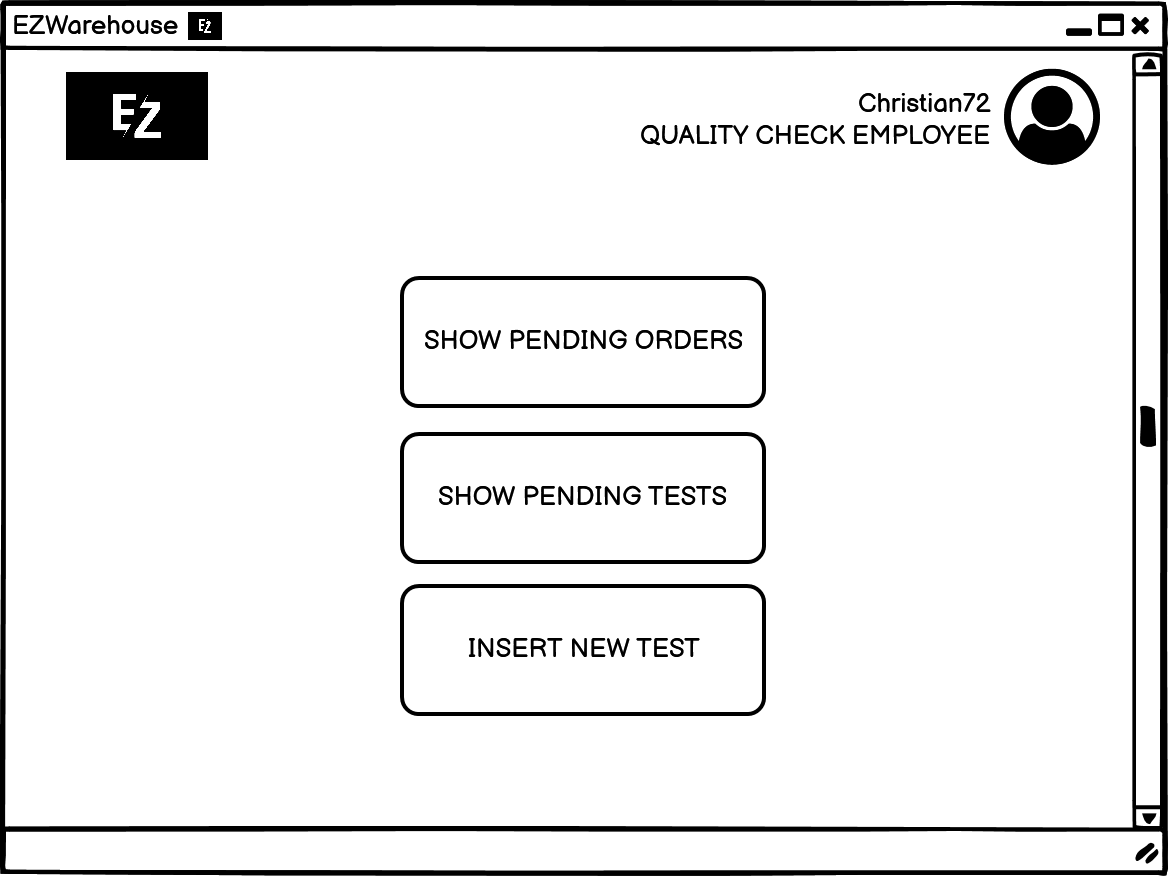 EZWarehouse EZ
EZ
Christian72
QUALITY CHECK EMPLOYEE
SHOW PENDING ORDERS
SHOW PENDING TESTS
INSERT NEW TEST